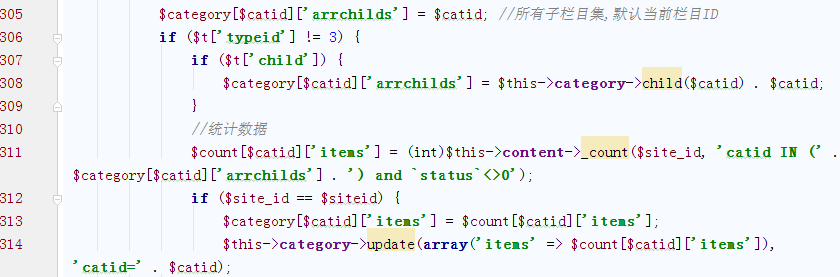 305 $category[$catid]['arrchilds'] = $catid; //所有子栏目集,默认当前栏目ID
306 if ($t['typeid'] != 3) {
307 if ($t['child']) {
308 $category[$catid]['arrchilds'] = $this->category->child($catid) . $catid;
309 }
310 //统计数据
311 $count[$catid]['items'] = (int)$this->content->_count($site_id, 'catid IN (' .
$category[$catid]['arrchilds'] . ') and `status`<>0');
312 if ($site_id == $siteid) {
313 $category[$catid]['items'] = $count[$catid]['items'];
314 $this->category->update(array('items' => $count[$catid]['items']),
'catid=' . $catid);